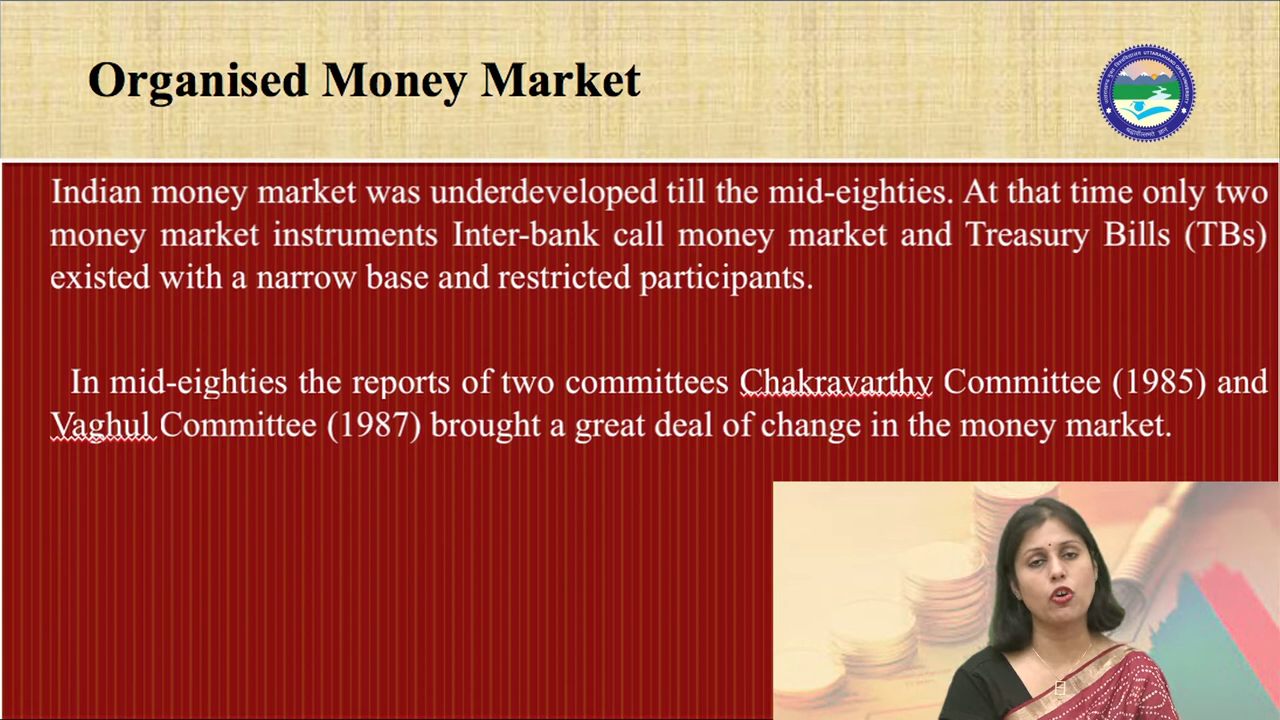 Organised Money Market
UTTARAKHAND OPEN UNIVERSITY
Indian money market was underdeveloped till the mid-eighties. At that time only two
money market instruments Inter-bank call money market and Treasury Bills (TBs)
existed with a narrow base and restricted participants.
In mid-eighties the reports of two committees Chakravarthy Committee (1985) and
Vaghul Committee (1987) brought a great deal of change in the money market.